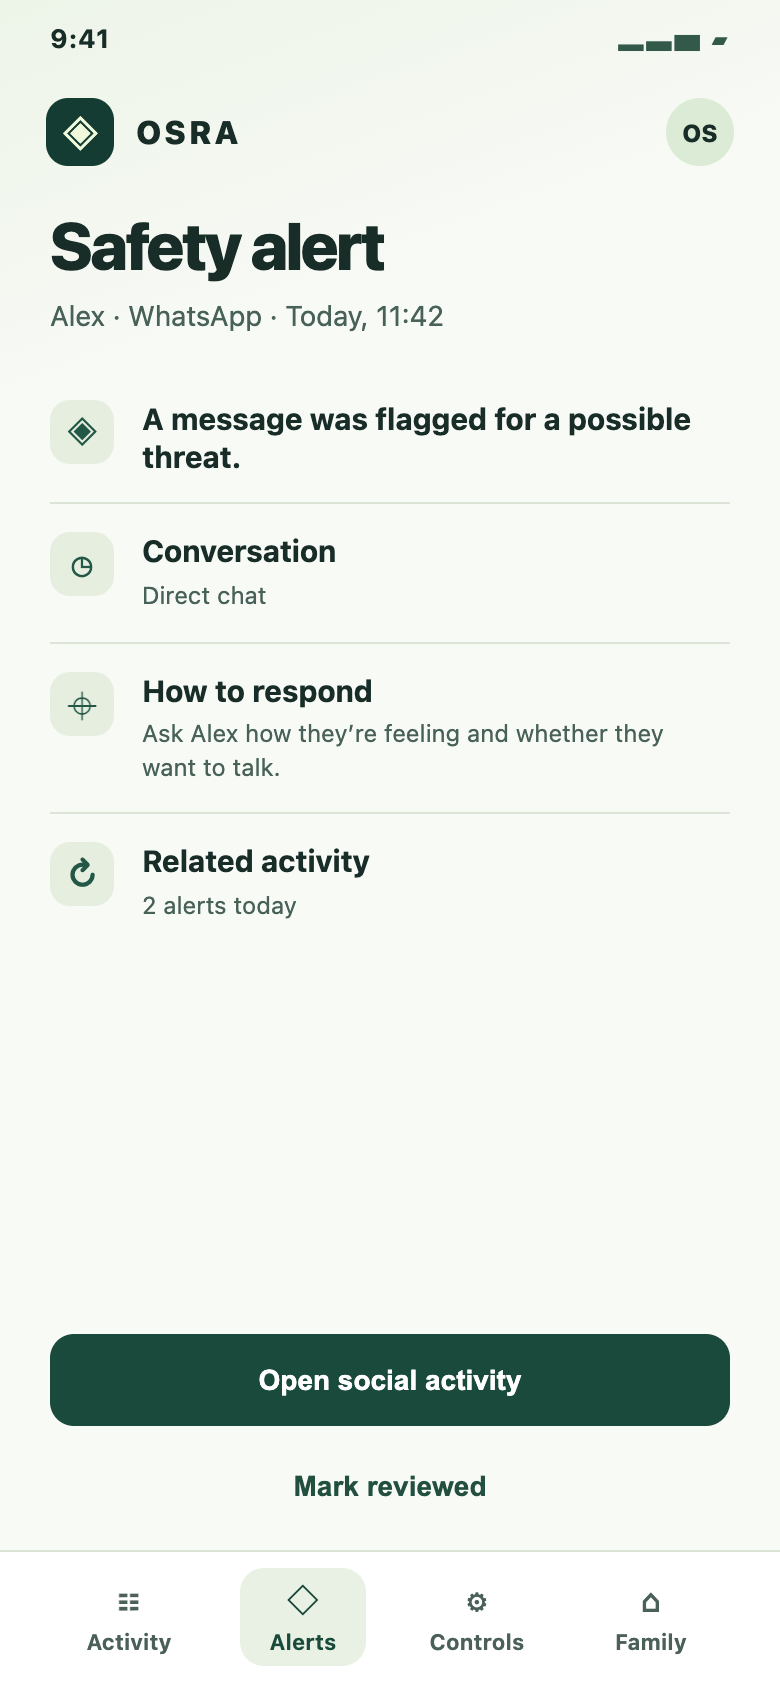 9:41
OSRA
OS
Safety alert
Alex · WhatsApp · Today, 11:42
A message was flagged for a possible
threat.
Conversation
Direct chat
How to respond
Ask Alex how they’re feeling and whether they
want to talk.
Related activity
2 alerts today
Open social activity
Mark reviewed
Activity
Alerts
Controls
Family